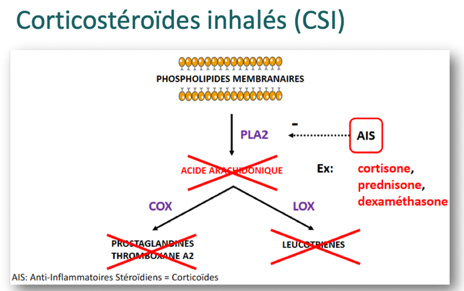 Corticostéroïdes inhalés (CSI)
PHOSPHOLIPIDES MEMBRANAIRES
-
PLA2
AIS
ACIDE ARACHIDONIQUE
Ex: cortisone,
prednisone,
dexaméthasone
COX
LOX
PROSTAGLANDINES
THROMBOXANE A2
LEUCOTRIENES
AIS: Anti-Inflammatoires Stéroïdiens = Corticoïdes